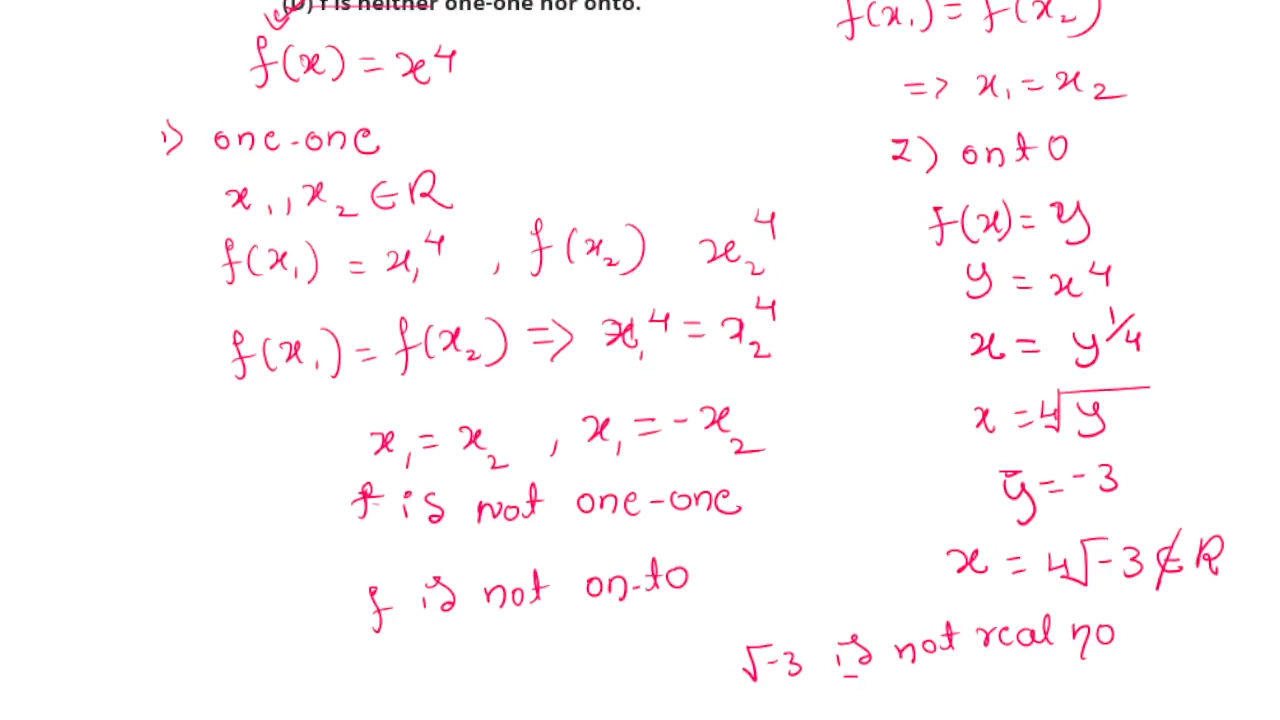 (D) f is neither one-one nor onto.
f(x) = x⁴
1) one-one
x₁, x₂ ∈ R
f(x₁) = x₁⁴ , f(x₂) x₂⁴
f(x₁) = f(x₂) => x₁⁴ = x₂⁴
x₁ = x₂ , x₁ = -x₂
f is not one-one
f is not on-to
f(x₁) = f(x₂)
=> x₁ = x₂
2) onto
f(x) = y
y = x⁴
x = y^1/4
x = ∜y
y = -3
x = ∜-3 ∉ R
√-3 is not real no